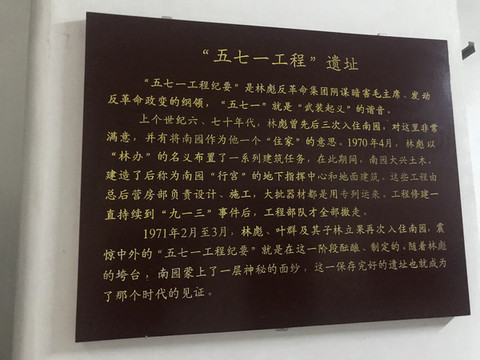 “五七一工程”遗址
“五七一工程纪要”是林彪反革命集团阴谋暗害毛主席、发动
反革命政变的纲领，“五七一”就是“武装起义”的谐音。
上个世纪六、七十年代，林彪曾先后三次入住南园，对这里非常
满意，并有将南园作为他一个“住家”的意思。1970年4月，林彪以
“林办”的名义布置了一系列建筑任务，在此期间，南园大兴土木，
建造了后称为南园“行宫”的地下指挥中心和地面建筑，这些工程由
总后营房部负责设计、施工，大批器材都是用专列运来。工程修建一
直持续到“九一三”事件后，工程部队才全部撤走。
1971年2月至3月，林彪、叶群及其子林立果再次入住南园，震
惊中外的“五七一工程纪要”就是在这一阶段酝酿、制定的。随着林彪
的垮台，南园蒙上了一层神秘的面纱，这一保存完好的遗址也就成为
了那个时代的见证。